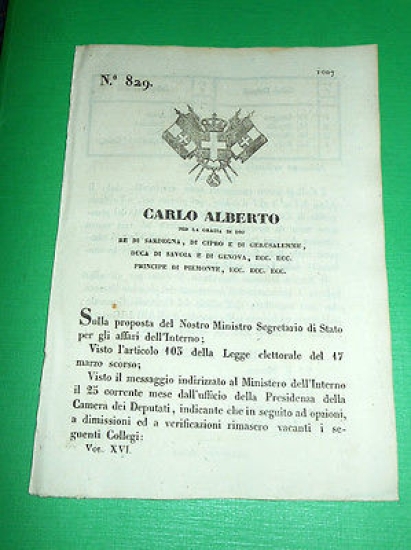 1007
N.º 829.
CARLO ALBERTO
PER LA GRAZIA DI DIO
RE DI SARDEGNA, DI CIPRO E DI GERUSALEMME,
DUCA DI SAVOIA E DI GENOVA, ECC. ECC.
PRINCIPE DI PIEMONTE, ECC. ECC. ECC.
Sulla proposta del Nostro Ministro Segretario di Stato
per gli affari dell'Interno;
Visto l'articolo 103 della Legge elettorale del 17
marzo scorso;
Visto il messaggio indirizzato al Ministero dell'Interno
il 25 corrente mese dall'uffizio della Presidenza della
Camera dei Deputati, indicante che in seguito ad opzioni,
a dimissioni ed a verificazioni rimasero vacanti i se-
guenti Collegi:
Vol. XVI.